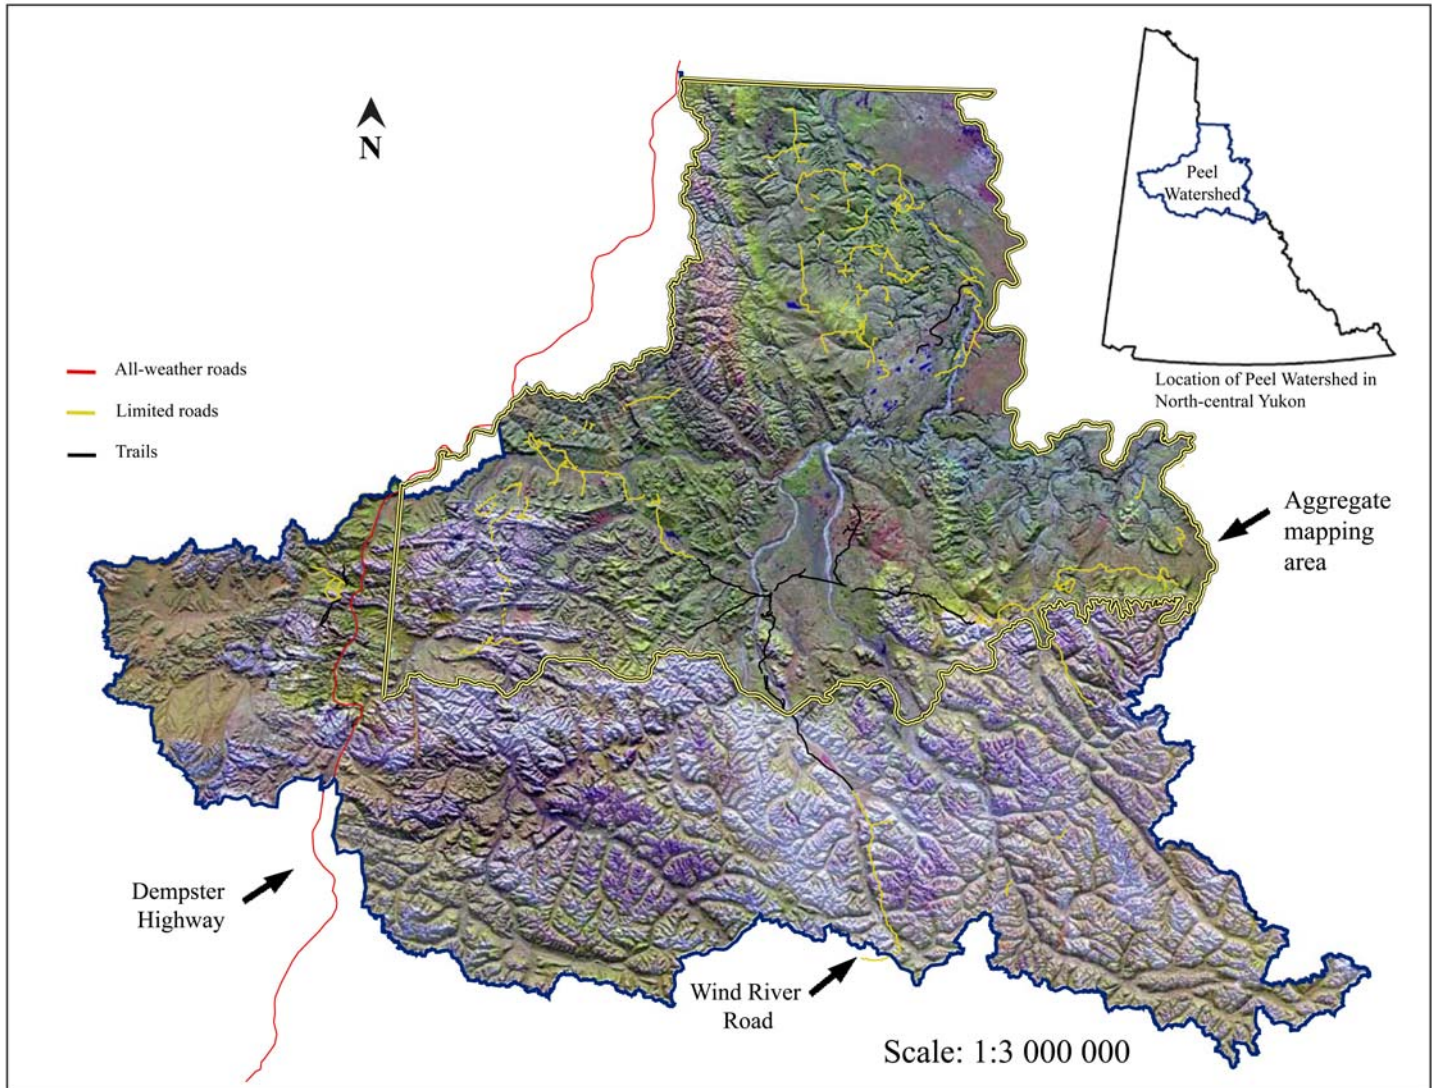 N
Peel
Watershed
Location of Peel Watershed in
North-central Yukon
All-weather roads
Limited roads
Trails
Aggregate
mapping
area
Dempster
Highway
Wind River
Road
Scale: 1:3 000 000